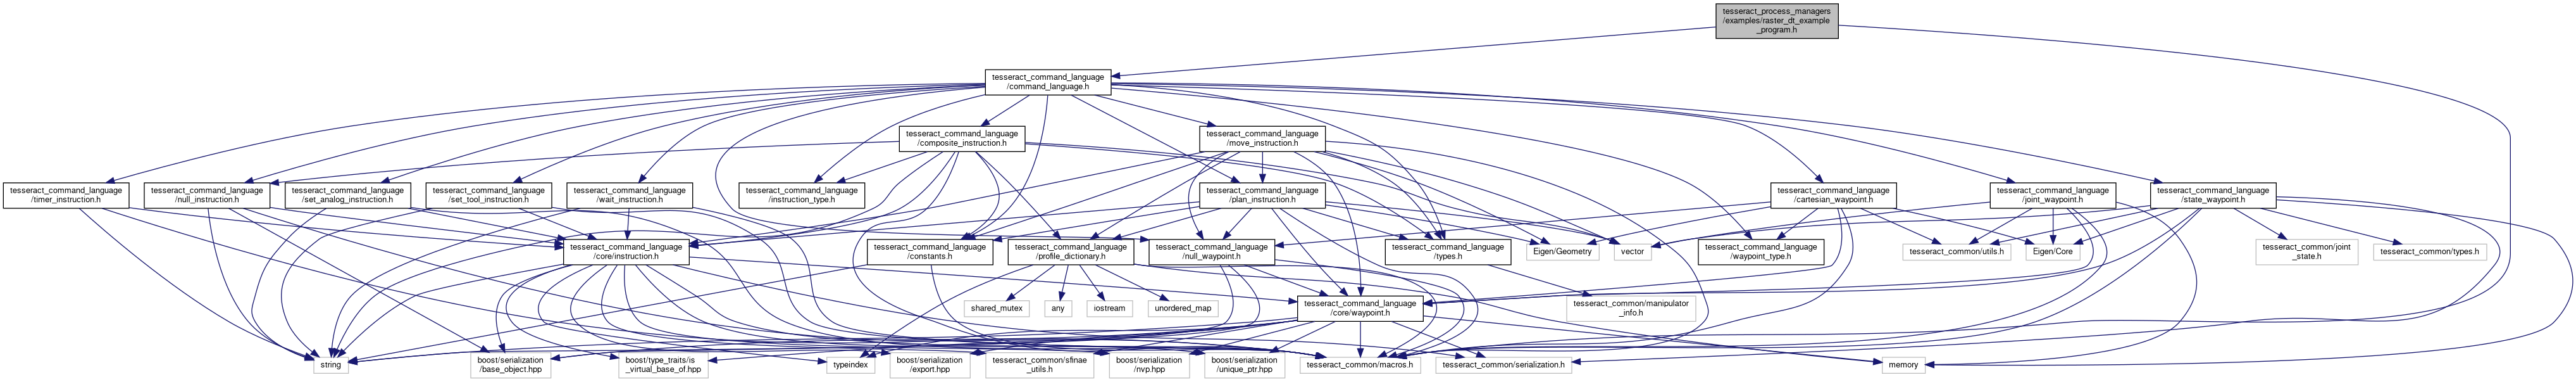 tesseract_process_managers
/examples/raster_dt_example
_program.h
tesseract_command_language
/command_language.h
tesseract_command_language
/composite_instruction.h
tesseract_command_language
/move_instruction.h
tesseract_command_language
/timer_instruction.h
tesseract_command_language
/null_instruction.h
tesseract_command_language
/set_analog_instruction.h
tesseract_command_language
/set_tool_instruction.h
tesseract_command_language
/wait_instruction.h
tesseract_command_language
/instruction_type.h
tesseract_command_language
/plan_instruction.h
tesseract_command_language
/cartesian_waypoint.h
tesseract_command_language
/joint_waypoint.h
tesseract_command_language
/state_waypoint.h
tesseract_command_language
/core/instruction.h
tesseract_command_language
/constants.h
tesseract_command_language
/profile_dictionary.h
tesseract_command_language
/null_waypoint.h
tesseract_command_language
/types.h
Eigen/Geometry
vector
tesseract_command_language
/waypoint_type.h
tesseract_common/utils.h
Eigen/Core
tesseract_common/joint
_state.h
tesseract_common/types.h
shared_mutex
any
iostream
unordered_map
tesseract_command_language
/core/waypoint.h
tesseract_common/manipulator
_info.h
string
boost/serialization
/base_object.hpp
boost/type_traits/is
_virtual_base_of.hpp
typeindex
boost/serialization
/export.hpp
tesseract_common/sfinae
_utils.h
boost/serialization
/nvp.hpp
boost/serialization
/unique_ptr.hpp
tesseract_common/macros.h
tesseract_common/serialization.h
memory